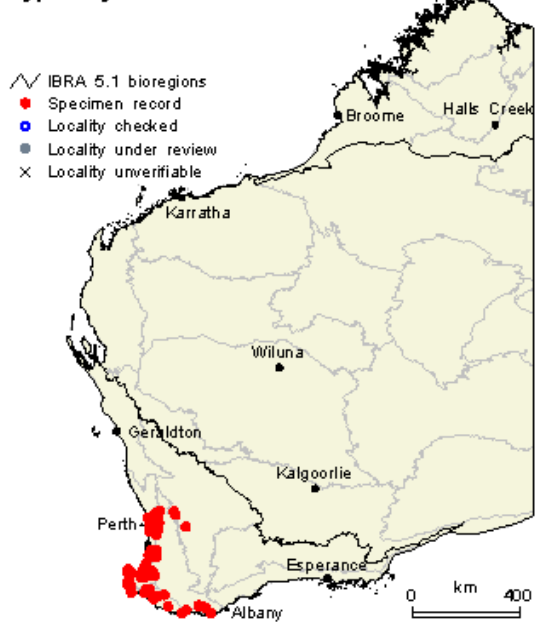 IBRA 5.1 bioregions
Specimen record
Locality checked
Locality under review
× Locality unverifiable
Broome
Halls Creek
Karratha
Wiluna
Geraldton
Kalgoorlie
Perth
Esperance
Albany
km
0 400